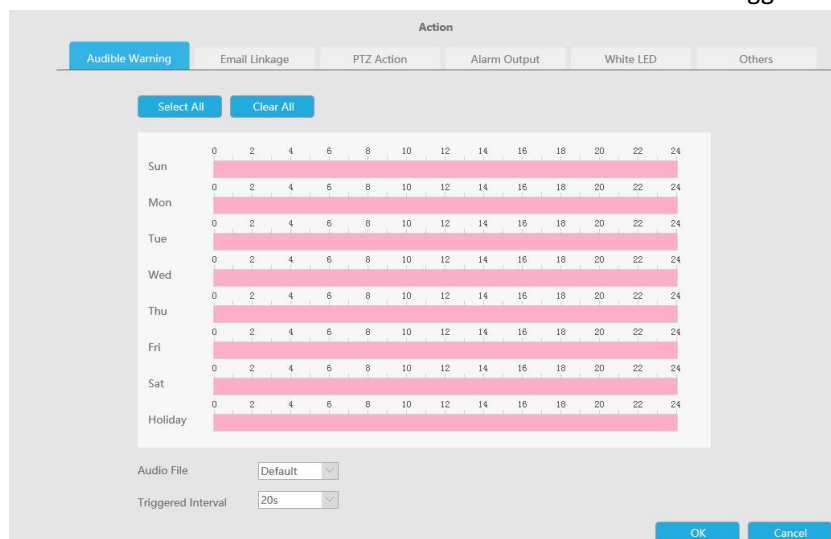 gg
Action
Audible Warning Email Linkage PTZ Action Alarm Output White LED Others
Select All Clear All
0 2 4 6 8 10 12 14 16 18 20 22 24
Sun
0 2 4 6 8 10 12 14 16 18 20 22 24
Mon
0 2 4 6 8 10 12 14 16 18 20 22 24
Tue
0 2 4 6 8 10 12 14 16 18 20 22 24
Wed
0 2 4 6 8 10 12 14 16 18 20 22 24
Thu
0 2 4 6 8 10 12 14 16 18 20 22 24
Fri
0 2 4 6 8 10 12 14 16 18 20 22 24
Sat
0 2 4 6 8 10 12 14 16 18 20 22 24
Holiday
Audio File Default
Triggered Interval 20s
OK Cancel